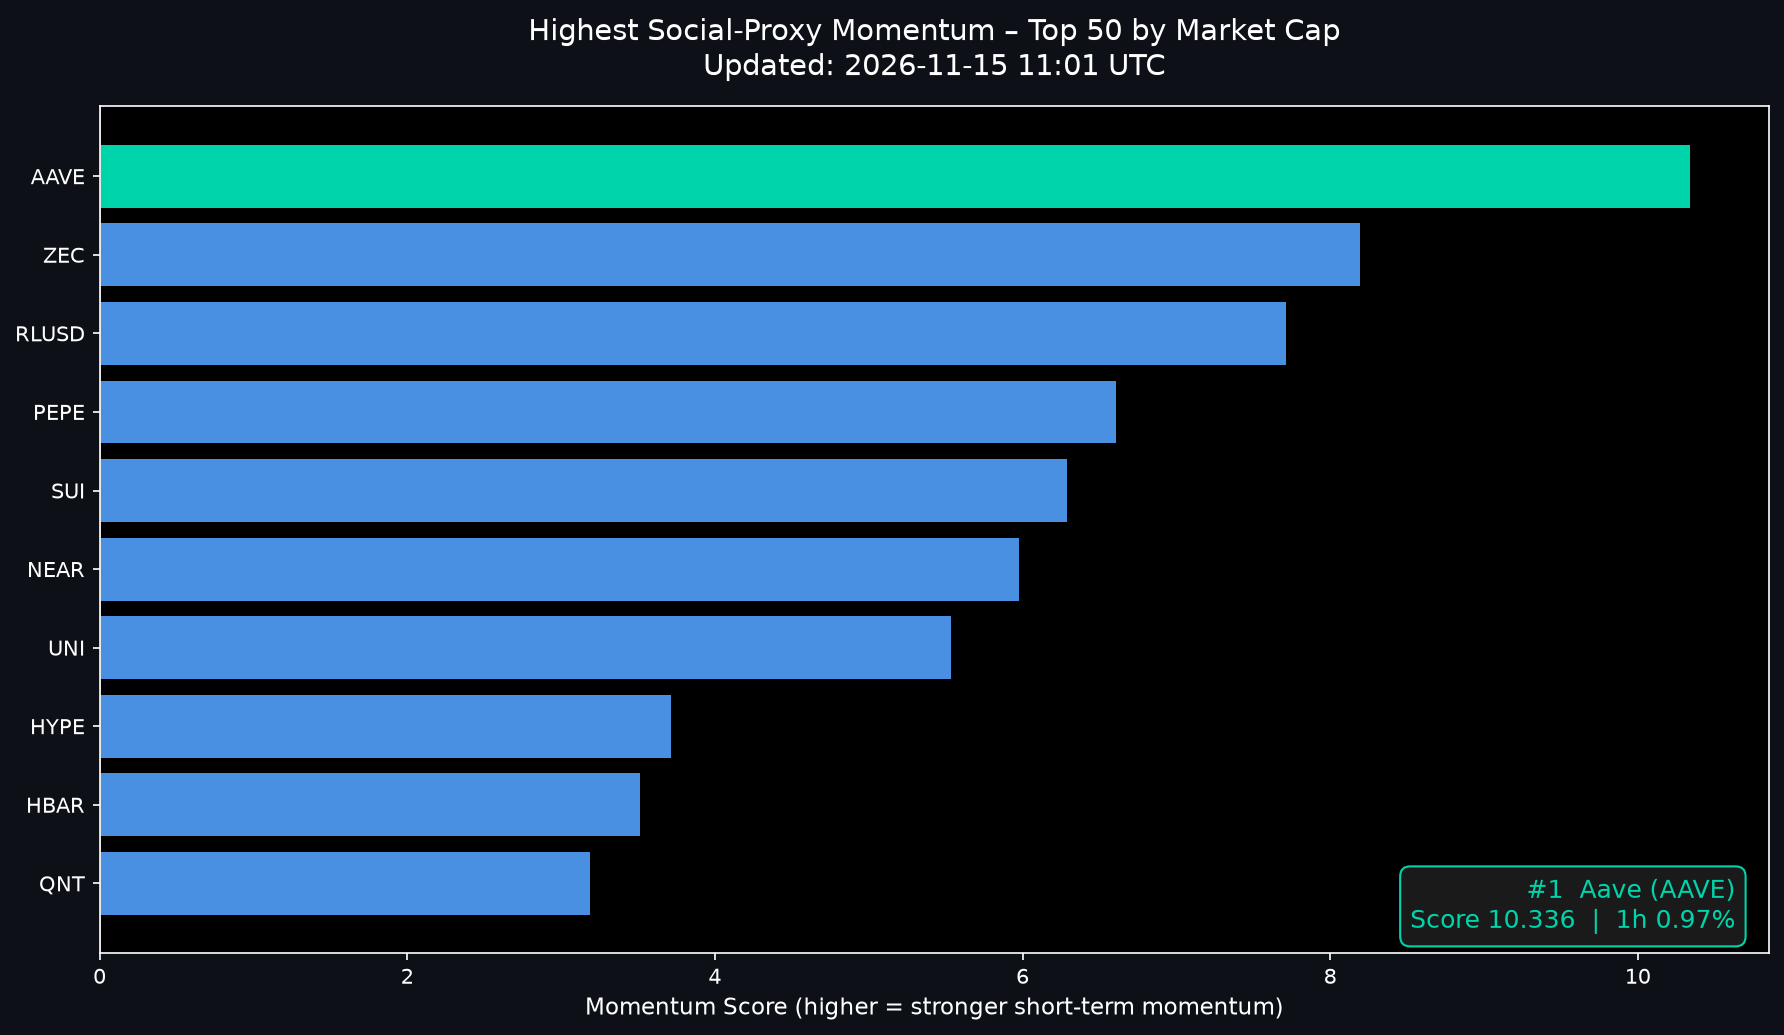 Highest Social-Proxy Momentum – Top 50 by Market Cap
Updated: 2026-11-15 11:01 UTC
AAVE
ZEC
RLUSD
PEPE
SUI
NEAR
UNI
HYPE
HBAR
QNT
#1  Aave (AAVE)
Score 10.336  |  1h 0.97%
0 2 4 6 8 10
Momentum Score (higher = stronger short-term momentum)